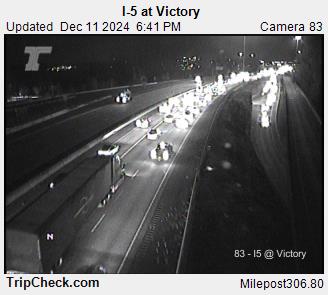 I-5 at Victory
Updated Dec 11 2024 6:41 PM Camera 83
T
N
83 - I5 @ Victory
TripCheck.com Milepost306.80